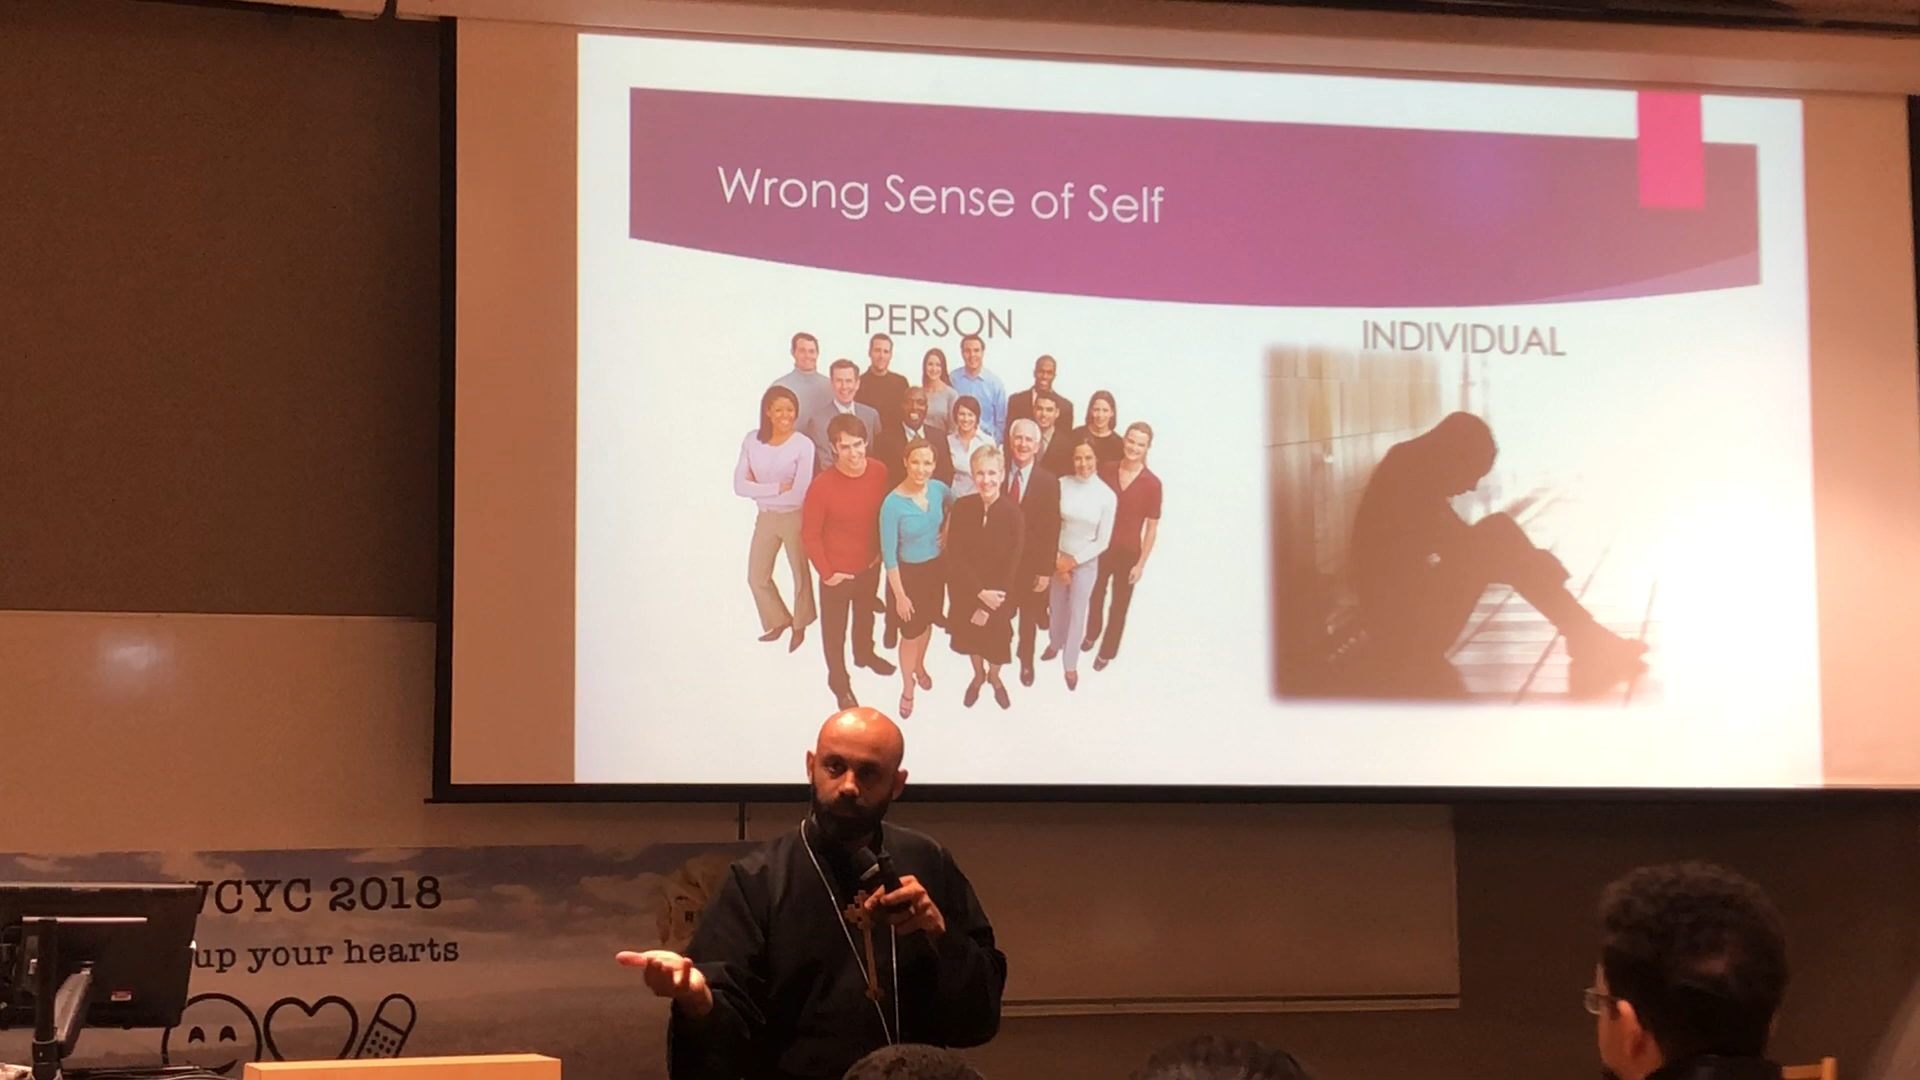 Wrong Sense of Self
PERSON
INDIVIDUAL
CYC 2018
up your hearts